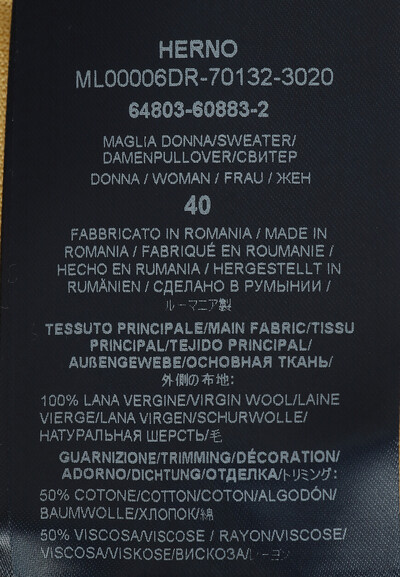 HERNO
ML00006DR-70132-3020
64803-60883-2
MAGLIA DONNA/SWEATER/
DAMENPULLOVER/СВИТЕР
DONNA / WOMAN / FRAU / ЖЕН
40
FABBRICATO IN ROMANIA / MADE IN
ROMANIA / FABRIQUÉ EN ROUMANIE /
HECHO EN RUMANIA / HERGESTELLT IN
RUMÄNIEN / СДЕЛАНО В РУМЫНИИ /
ルーマニア製
TESSUTO PRINCIPALE/MAIN FABRIC/TISSU
PRINCIPAL/TEJIDO PRINCIPAL/
AUßENGEWEBE/ОСНОВНАЯ ТКАНЬ/
外側の布地:
100% LANA VERGINE/VIRGIN WOOL/LAINE
VIERGE/LANA VIRGEN/SCHURWOLLE/
НАТУРАЛЬНАЯ ШЕРСТЬ/毛
GUARNIZIONE/TRIMMING/DÉCORATION/
ADORNO/DICHTUNG/ОТДЕЛКА/トリミング:
50% COTONE/COTTON/COTON/ALGODÓN/
BAUMWOLLE/ХЛОПОК/綿
50% VISCOSA/VISCOSE / RAYON/VISCOSE/
VISCOSA/VISKOSE/ВИСКОЗА/レーヨン